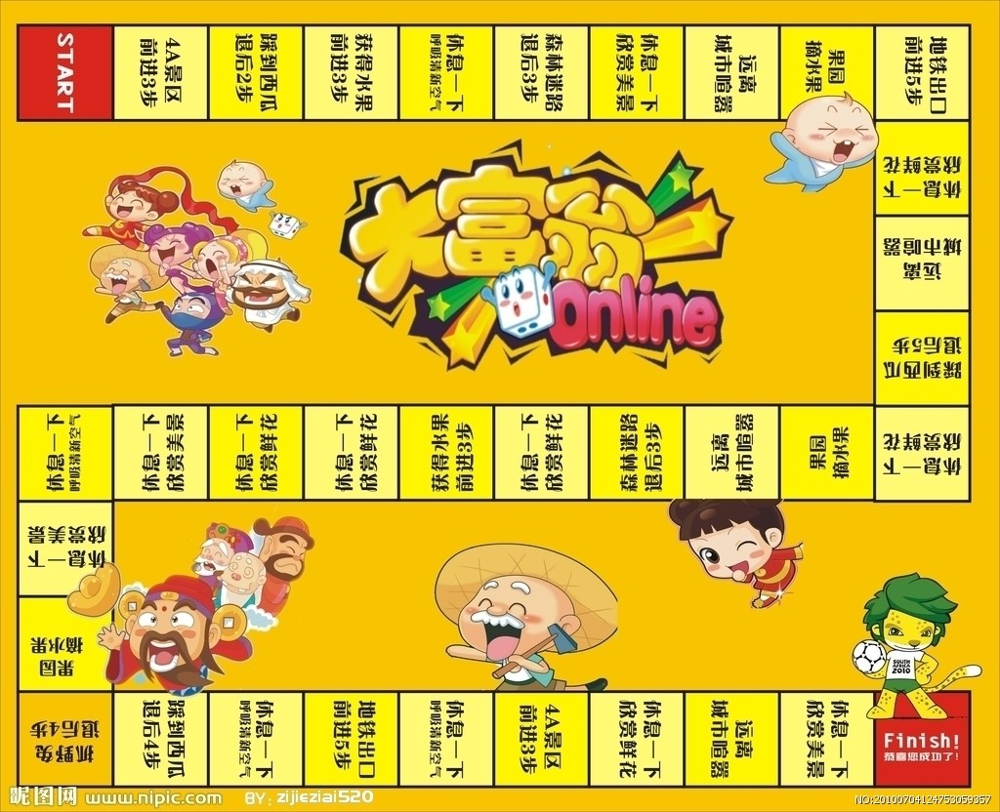 START
4A景区
前进3步
踩到西瓜
退后2步
获得水果
前进3步
休息一下
呼吸清新空气
森林迷路
退后3步
休息一下
欣赏美景
远离
城市喧嚣
果园
摘水果
地铁出口
前进5步
休息一下
欣赏鲜花
远离
城市喧嚣
踩到西瓜
退后5步
休息一下
欣赏鲜花
果园
摘水果
远离
城市喧嚣
森林迷路
退后3步
休息一下
欣赏鲜花
获得水果
前进3步
休息一下
欣赏鲜花
休息一下
欣赏鲜花
休息一下
欣赏美景
休息一下
呼吸清新空气
休息一下
欣赏美景
果园
摘水果
抓野兔
退后4步
踩到西瓜
退后4步
休息一下
呼吸清新空气
地铁出口
前进5步
休息一下
呼吸清新空气
4A景区
前进3步
休息一下
欣赏鲜花
远离
城市喧嚣
休息一下
欣赏美景
Finish!
恭喜您成功了!
大富翁
Online
SOUTH
AFRICA
2010
昵图网 www.nipic.com BY: zijieziai520
NO:20100704124753059357